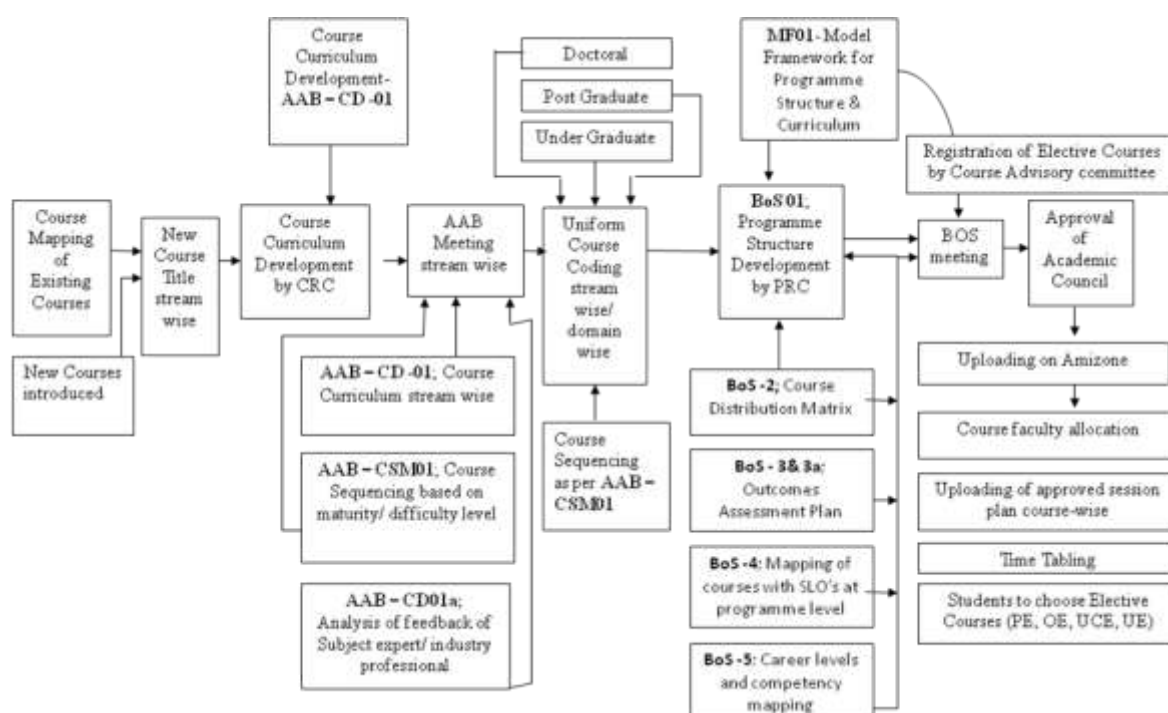 Course
Curriculum
Development-
AAB – CD -01
Doctoral
Post Graduate
Under Graduate
MF01- Model
Framework for
Programme
Structure &
Curriculum
Registration of Elective Courses
by Course Advisory committee
Course
Mapping
of
Existing
Courses
New
Course
Title
stream
wise
Course
Curriculum
Development
by CRC
AAB
Meeting
stream wise
Uniform
Course
Coding
stream
wise/
domain
wise
BoS 01;
Programme
Structure
Development
by PRC
BOS
meeting
Approval
of
Academic
Council
New Courses
introduced
AAB – CD -01; Course
Curriculum stream wise
AAB – CSM01; Course
Sequencing based on
maturity/ difficulty level
AAB – CD01a;
Analysis of feedback of
Subject expert/ industry
professional
Course
Sequencing
as per AAB –
CSM01
BoS -2; Course
Distribution Matrix
BoS - 3& 3a;
Outcomes
Assessment Plan
BoS -4: Mapping of
courses with SLO's at
programme level
BoS -5: Career levels
and competency
mapping
Uploading on Amizone
Course faculty allocation
Uploading of approved session
plan course-wise
Time Tabling
Students to choose Elective
Courses (PE, OE, UCE, UE)